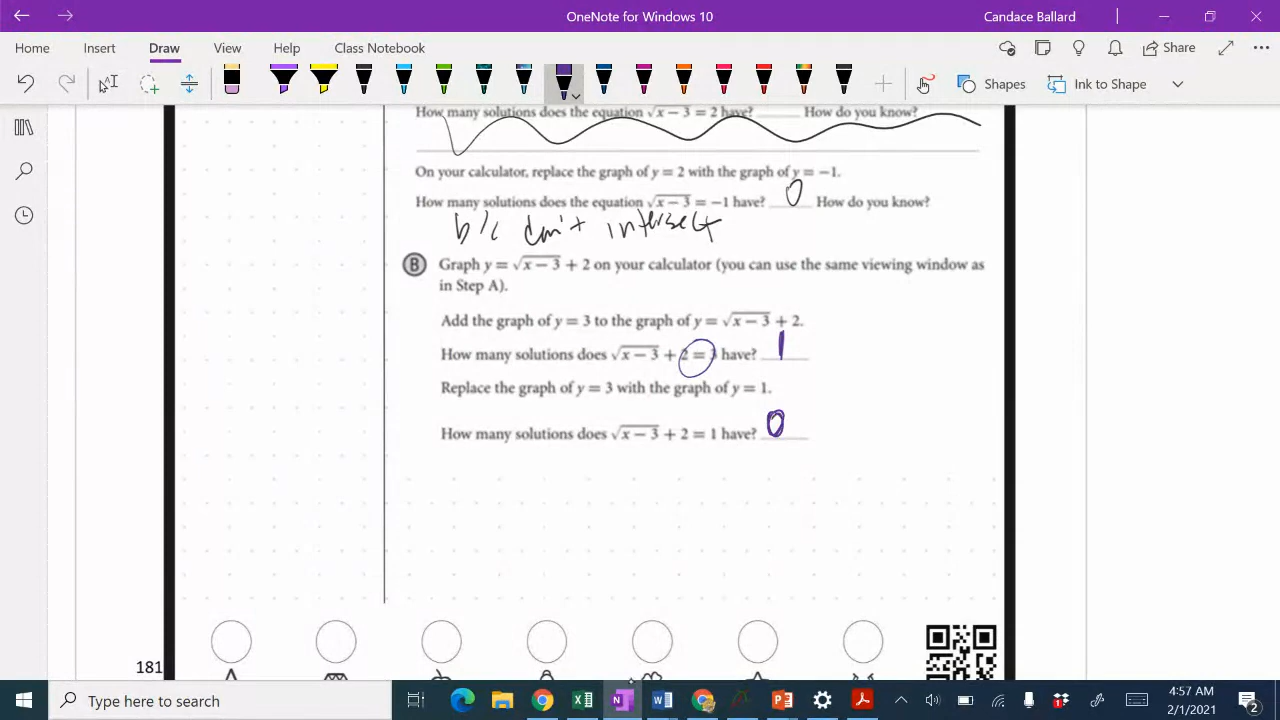 OneNote for Windows 10
Candace Ballard
Home Insert Draw View Help Class Notebook Share
Shapes Ink to Shape
How many solutions does the equation √x − 3 = 2 have? ______ How do you know?
On your calculator, replace the graph of y = 2 with the graph of y = −1.
How many solutions does the equation √x − 3 = −1 have? 0 How do you know?
b/c don't intersect
B Graph y = √x − 3 + 2 on your calculator (you can use the same viewing window as
in Step A).
Add the graph of y = 3 to the graph of y = √x − 3 + 2.
How many solutions does √x − 3 + 2 = 3 have? 1
Replace the graph of y = 3 with the graph of y = 1.
How many solutions does √x − 3 + 2 = 1 have? 0
181
Type here to search
4:57 AM
2/1/2021
2